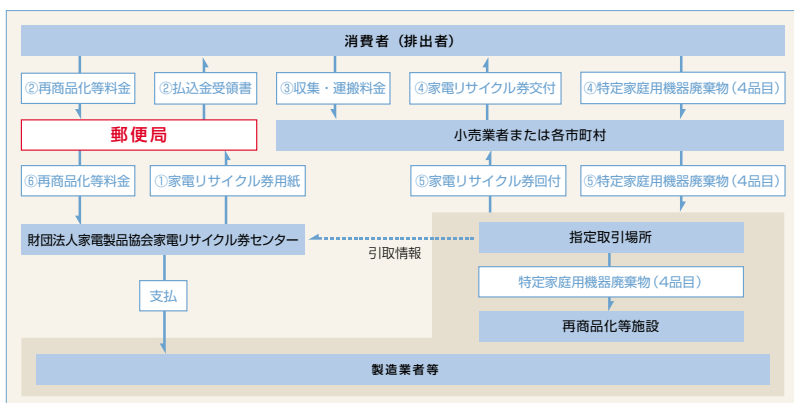 消費者（排出者）
②再商品化等料金
②払込金受領書
③収集・運搬料金
④家電リサイクル券交付
④特定家庭用機器廃棄物（4品目）
郵便局
小売業者または各市町村
⑥再商品化等料金
①家電リサイクル券用紙
⑤家電リサイクル券回付
⑤特定家庭用機器廃棄物（4品目）
財団法人家電製品協会家電リサイクル券センター
指定取引場所
引取情報
特定家庭用機器廃棄物（4品目）
支払
再商品化等施設
製造業者等